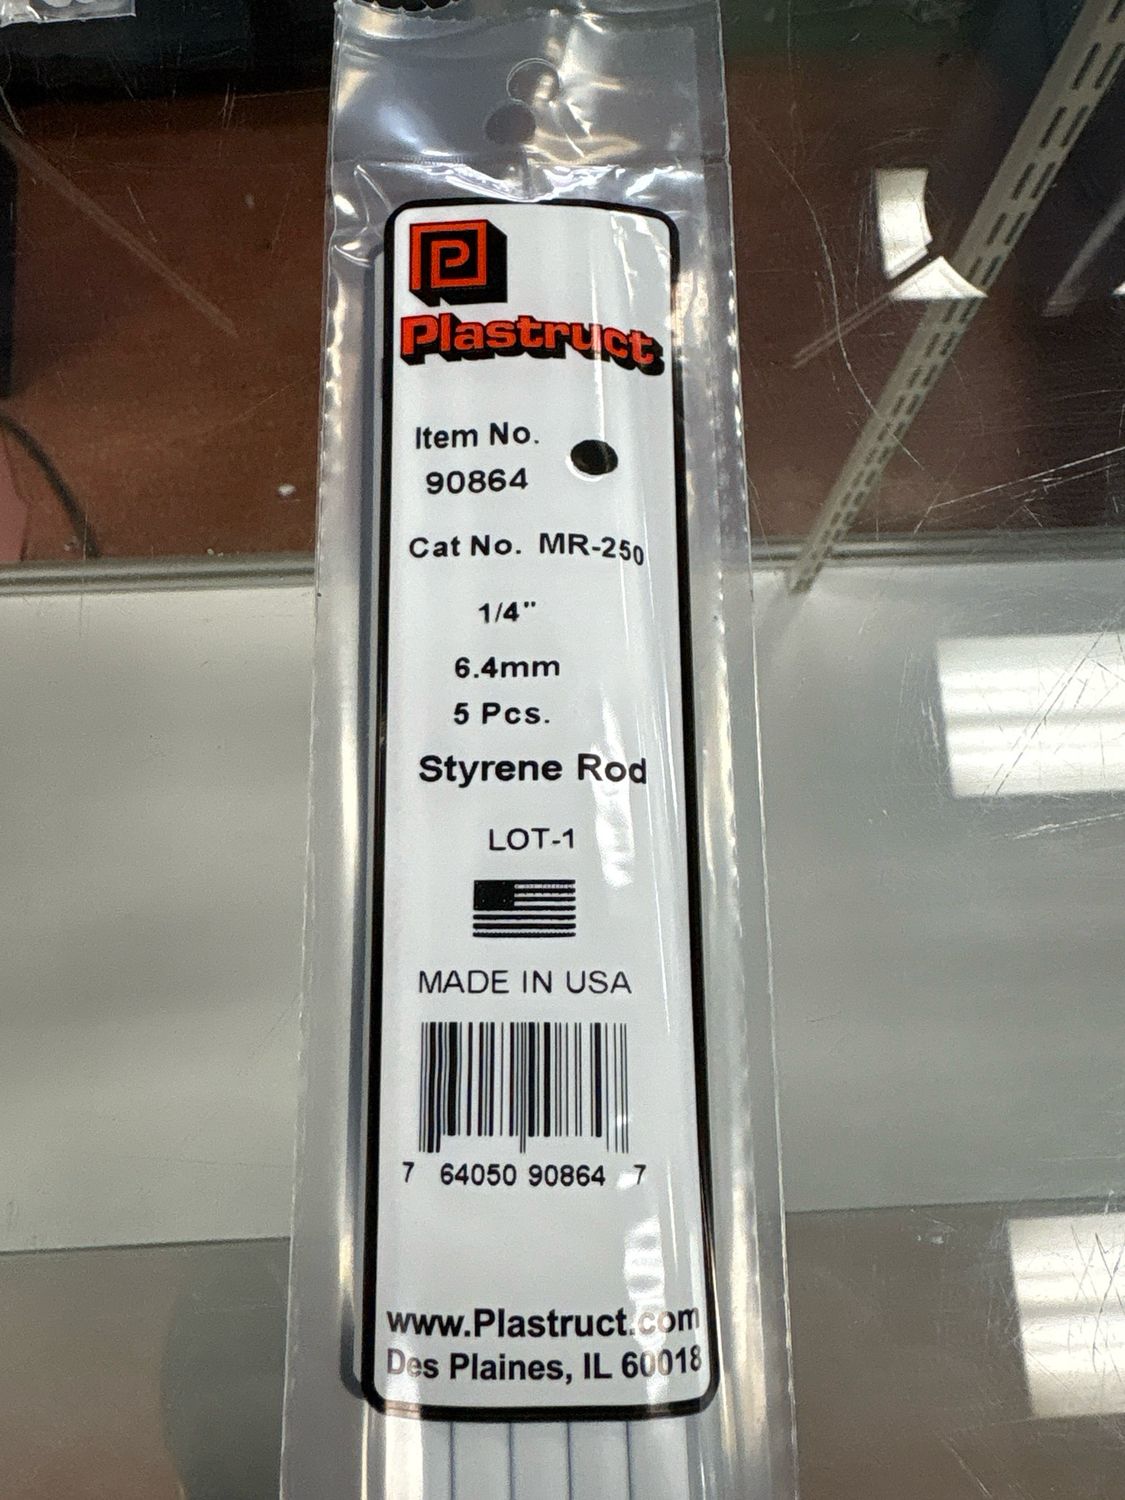 P
Plastruct
Item No.
90864
Cat No. MR-250
1/4"
6.4mm
5 Pcs.
Styrene Rod
LOT-1
MADE IN USA
7 64050 90864 7
www.Plastruct.com
Des Plaines, IL 60018